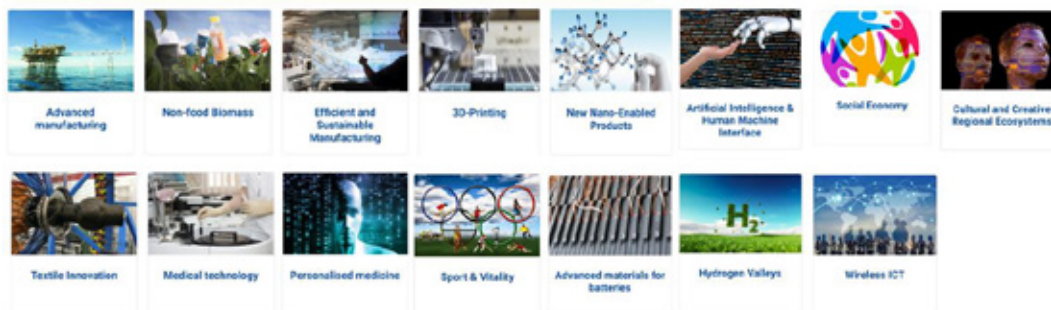 Advanced
manufacturing
Non-food Biomass
Efficient and
Sustainable
Manufacturing
3D-Printing
New Nano-Enabled
Products
Artificial Intelligence &
Human Machine
Interface
Social Economy
Cultural and Creative
Regional Ecosystems
Textile Innovation
Medical technology
Personalised medicine
Sport & Vitality
Advanced materials for
batteries
H2
Hydrogen Valleys
Wireless ICT